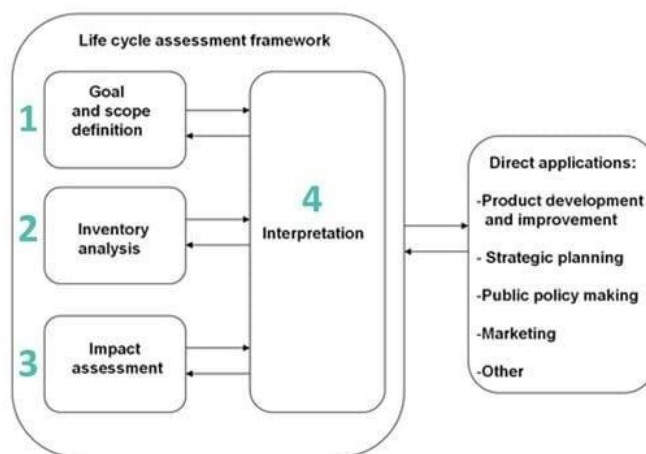 Life cycle assessment framework
1
Goal
and scope
definition
2
Inventory
analysis
3
Impact
assessment
4
Interpretation
Direct applications:
-Product development
and improvement
- Strategic planning
-Public policy making
-Marketing
-Other